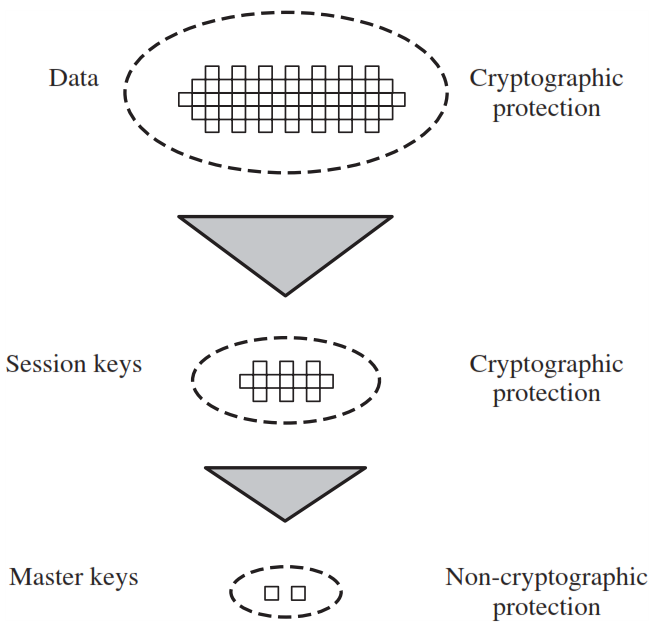 Data
Cryptographic
protection
Session keys
Cryptographic
protection
Master keys
Non-cryptographic
protection